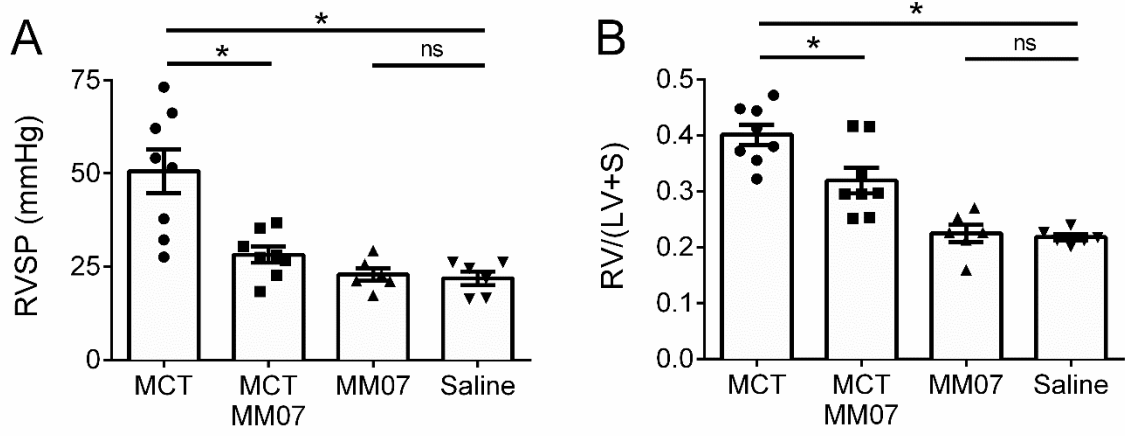 A
*
*
ns
RVSP (mmHg)
75
50
25
0
MCT
MCT
MM07
MM07
Saline
B
*
*
ns
RV/(LV+S)
0.5
0.4
0.3
0.2
0.1
0.0
MCT
MCT
MM07
MM07
Saline